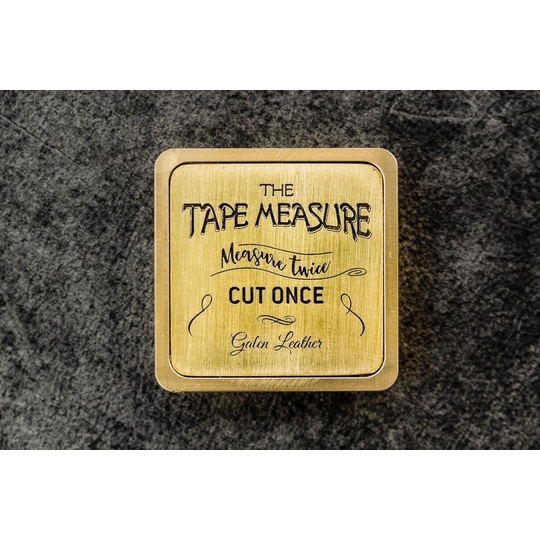 THE
TAPE MEASURE
Measure twice
CUT ONCE
Galen Leather